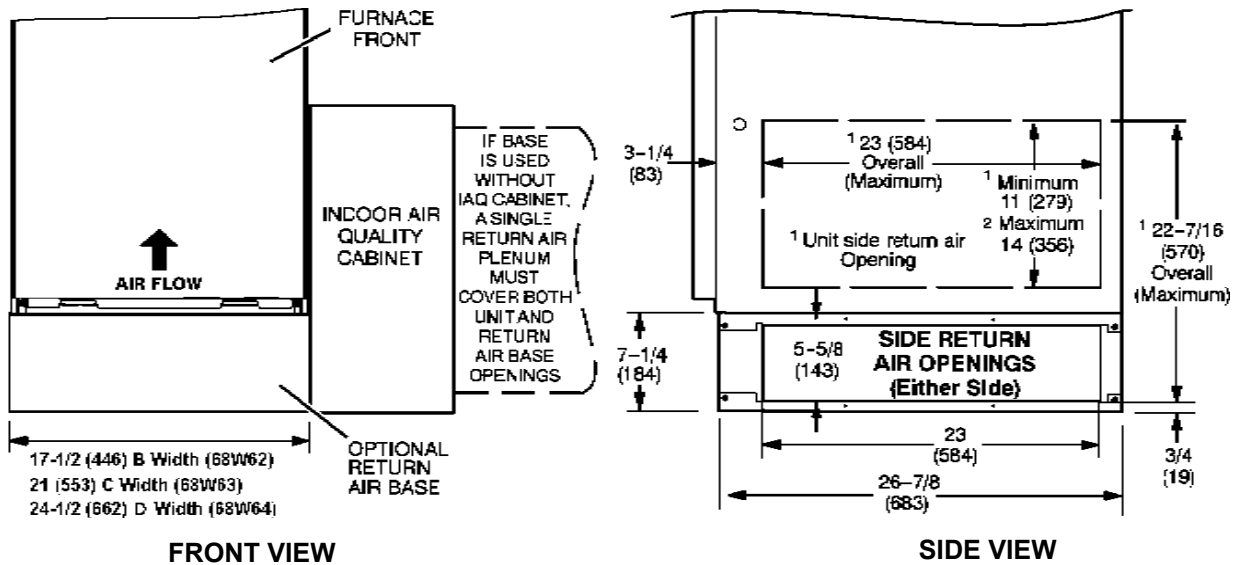 FURNACE
FRONT
AIR FLOW
INDOOR AIR
QUALITY
CABINET
IF BASE
IS USED
WITHOUT
IAQ CABINET,
A SINGLE
RETURN AIR
PLENUM
MUST
COVER BOTH
UNIT AND
RETURN
AIR BASE
OPENINGS
OPTIONAL
RETURN
AIR BASE
17-1/2 (446) B Width (68W62)
21 (553) C Width (68W63)
24-1/2 (662) D Width (68W64)
FRONT VIEW
3-1/4
(83)
1 23 (584)
Overall
(Maximum)
1 Minimum
11 (279)
2 Maximum
14 (356)
1 Unit side return air
Opening
1 22-7/16
(570)
Overall
(Maximum)
7-1/4
(184)
5-5/8
(143)
SIDE RETURN
AIR OPENINGS
(Either Side)
23
(584)
26-7/8
(683)
3/4
(19)
SIDE VIEW